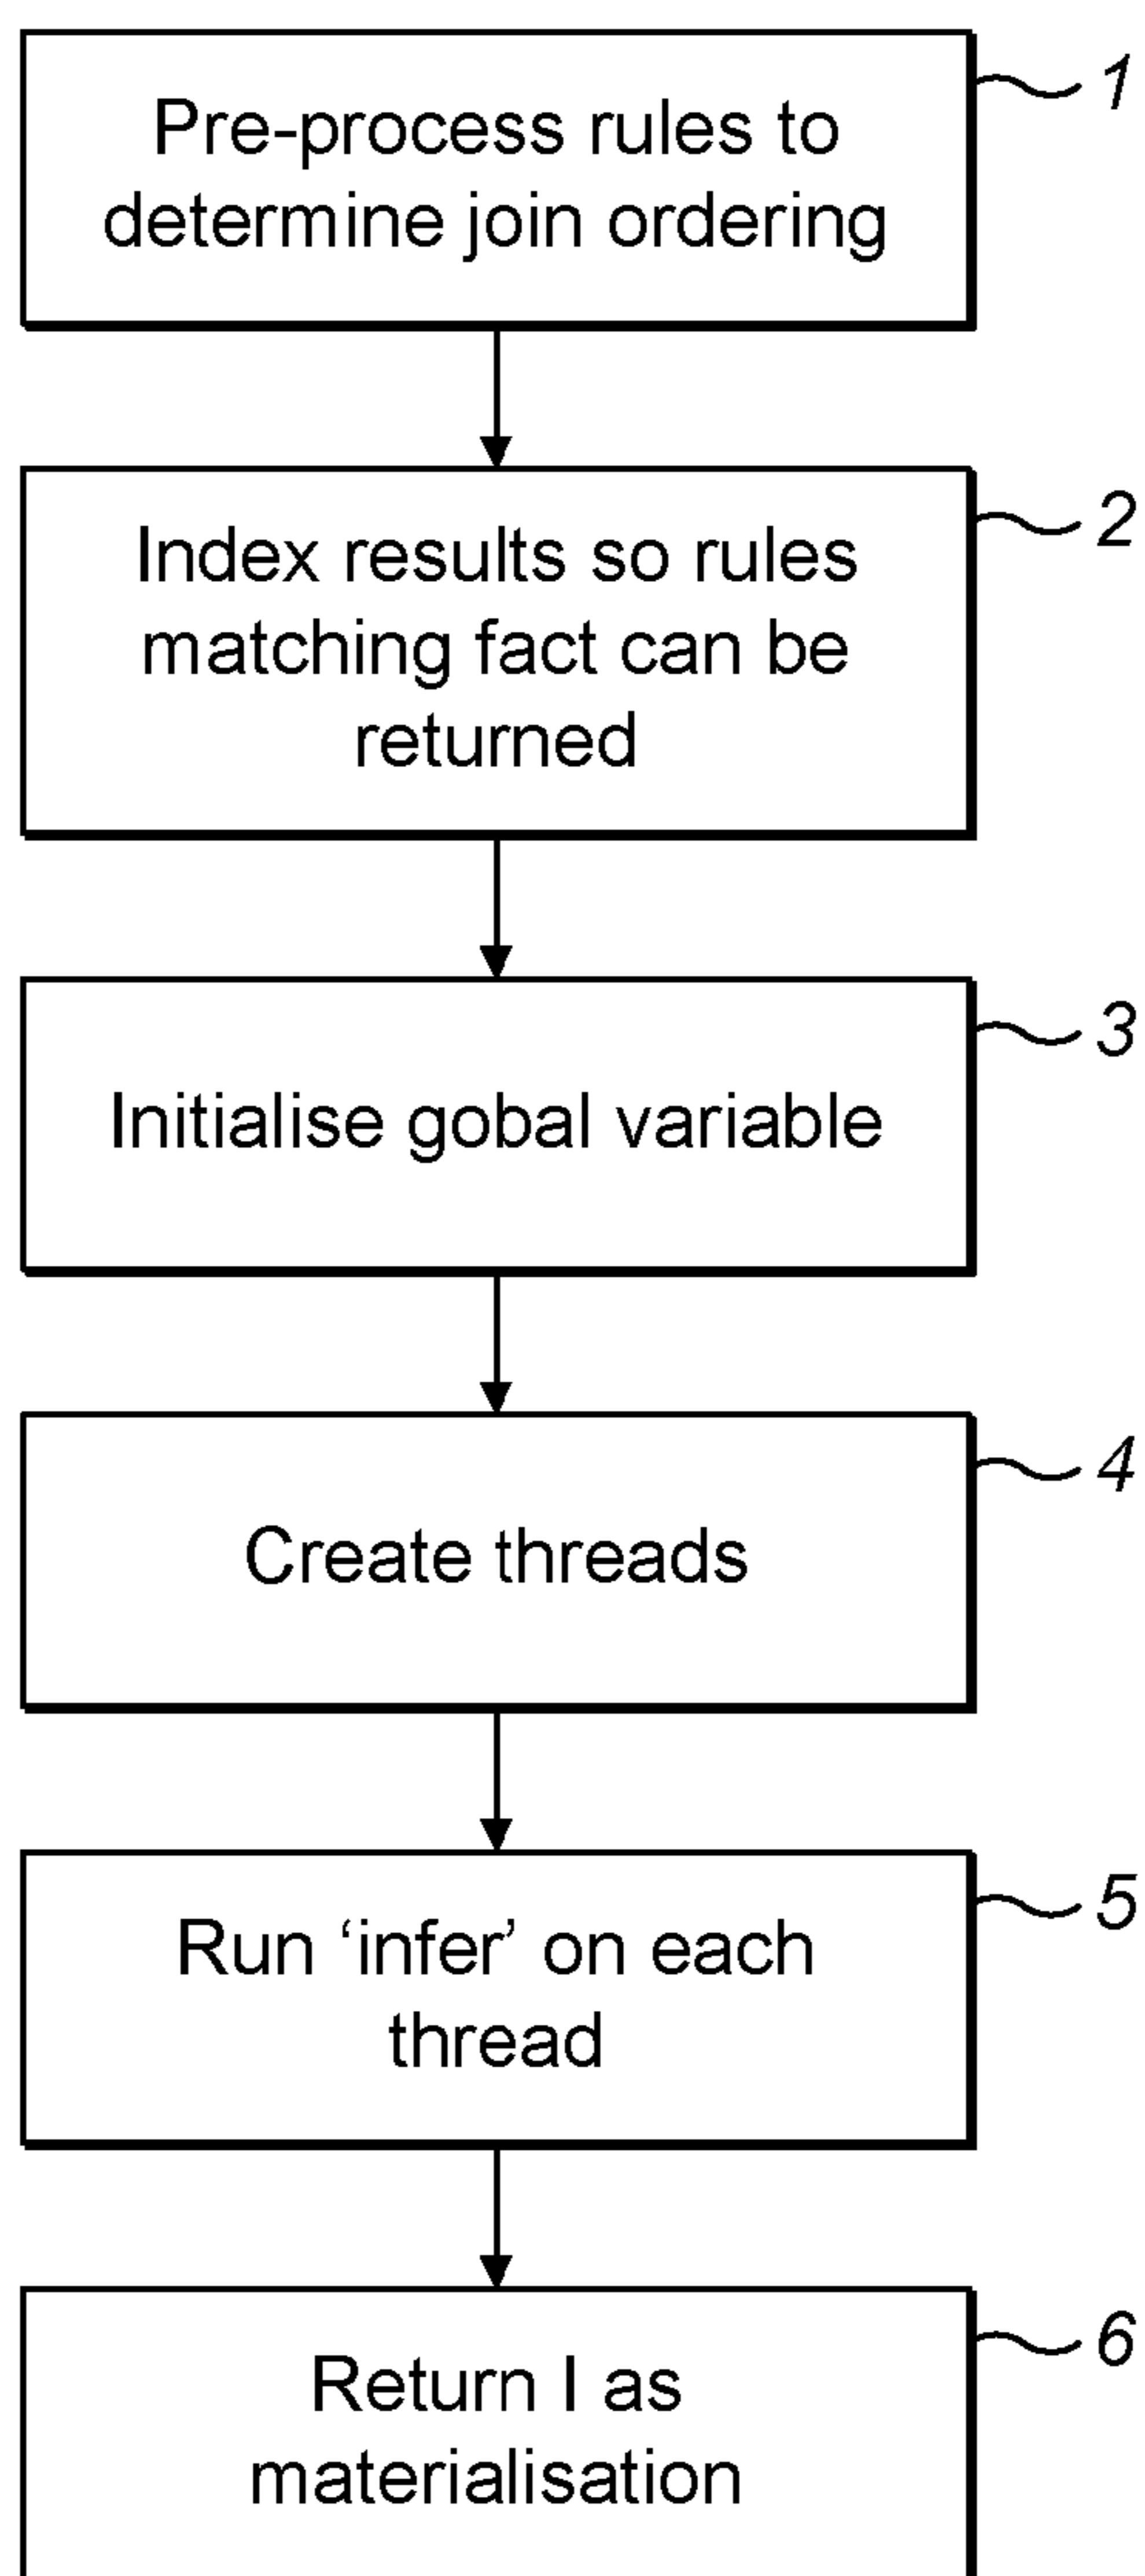 1
Pre-process rules to
determine join ordering
2
Index results so rules
matching fact can be
returned
3
Initialise gobal variable
4
Create threads
5
Run ‘infer’ on each
thread
6
Return I as
materialisation